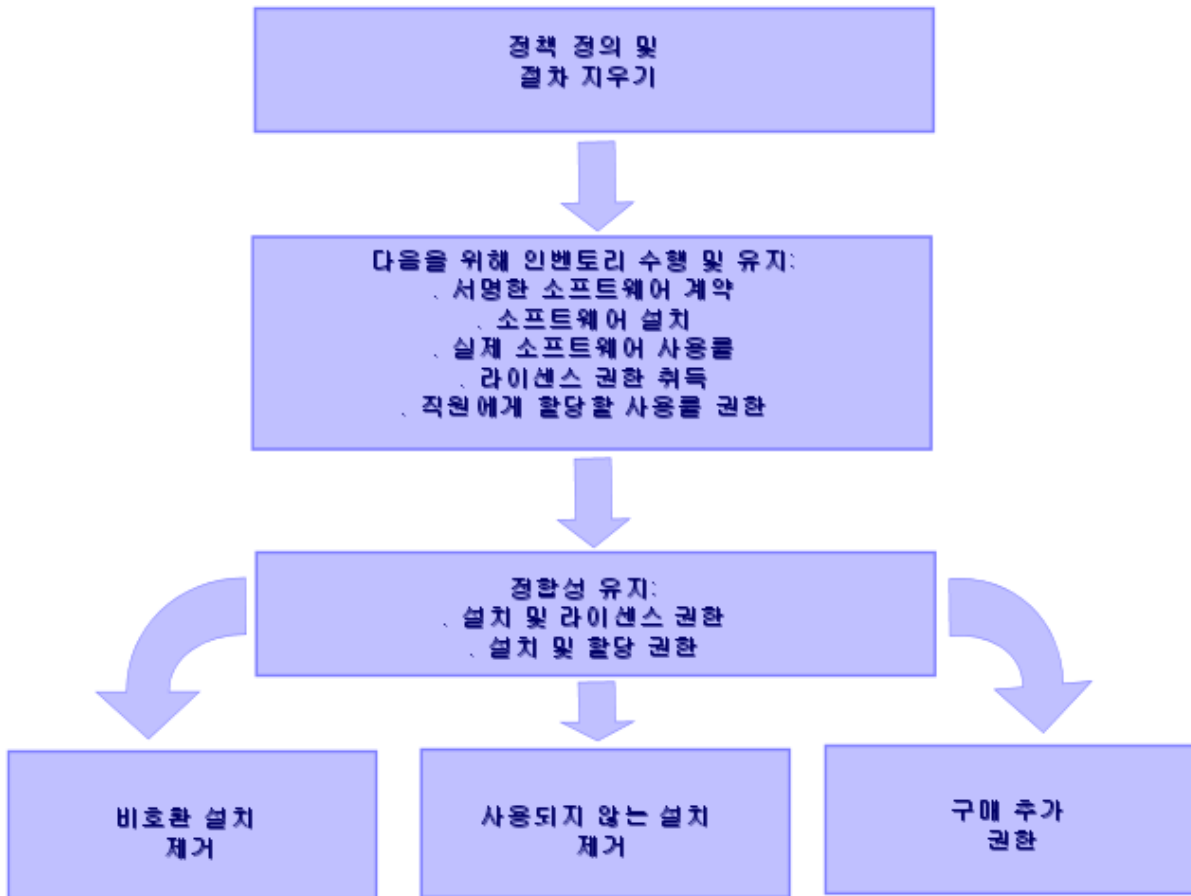 정책 정의 및
절차 지우기
다음을 위해 인벤토리 수행 및 유지:
. 서명한 소프트웨어 계약
. 소프트웨어 설치
. 실제 소프트웨어 사용률
. 라이센스 권한 취득
. 직원에게 할당할 사용률 권한
정합성 유지:
. 설치 및 라이센스 권한
. 설치 및 할당 권한
비호환 설치
제거
사용되지 않는 설치
제거
구매 추가
권한